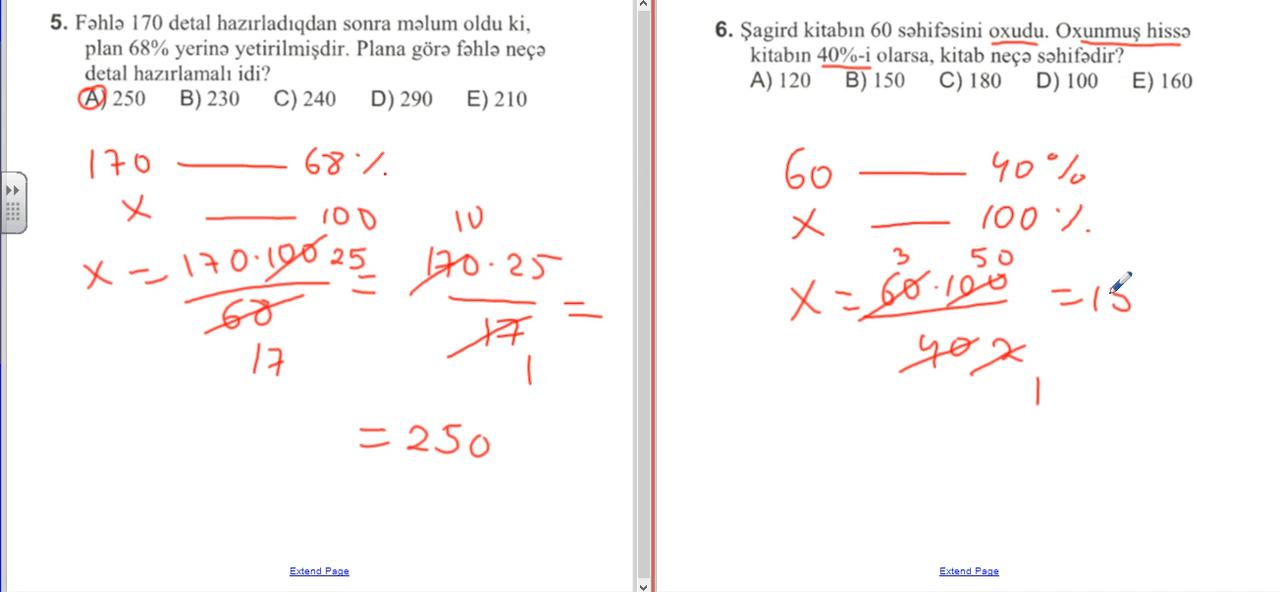 5. Fəhlə 170 detal hazırladıqdan sonra məlum oldu ki,
plan 68% yerinə yetirilmişdir. Plana görə fəhlə neçə
detal hazırlamalı idi?
A) 250 B) 230 C) 240 D) 290 E) 210
170 — 68%
x — 100
10
x = 170·100 25 = 170·25 =
68 17
17 1
= 250
Extend Page
6. Şagird kitabın 60 səhifəsini oxudu. Oxunmuş hissə
kitabın 40%-i olarsa, kitab neçə səhifədir?
A) 120 B) 150 C) 180 D) 100 E) 160
60 — 40%
x — 100%
3 50
x = 60·100 = 15
40 2
1
Extend Page